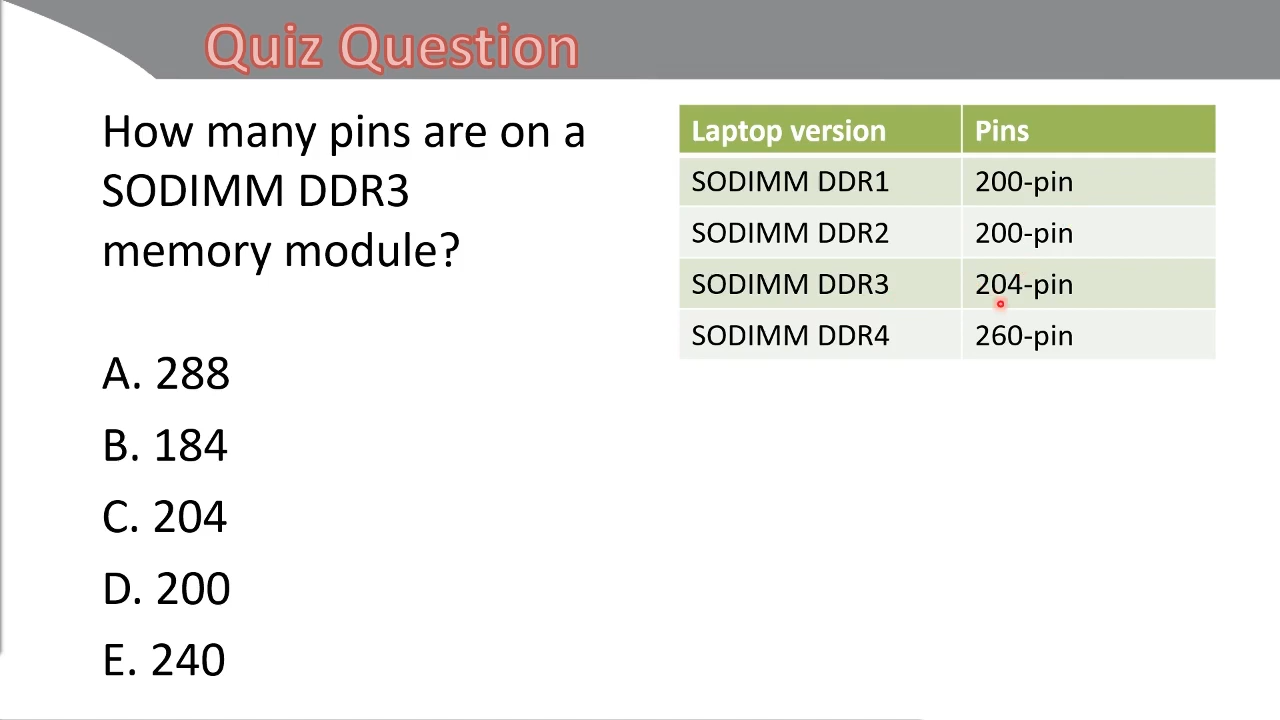 Quiz Question
How many pins are on a
SODIMM DDR3
memory module?
A. 288
B. 184
C. 204
D. 200
E. 240
Laptop version Pins
SODIMM DDR1 200-pin
SODIMM DDR2 200-pin
SODIMM DDR3 204-pin
SODIMM DDR4 260-pin